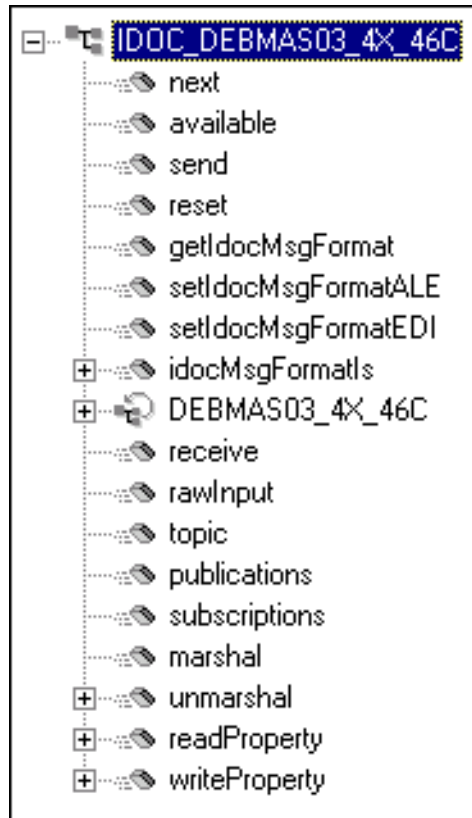 IDOC_DEBMAS03_4X_46C
next
available
send
reset
getIdocMsgFormat
setIdocMsgFormatALE
setIdocMsgFormatEDI
idocMsgFormatIs
DEBMAS03_4X_46C
receive
rawInput
topic
publications
subscriptions
marshal
unmarshal
readProperty
writeProperty